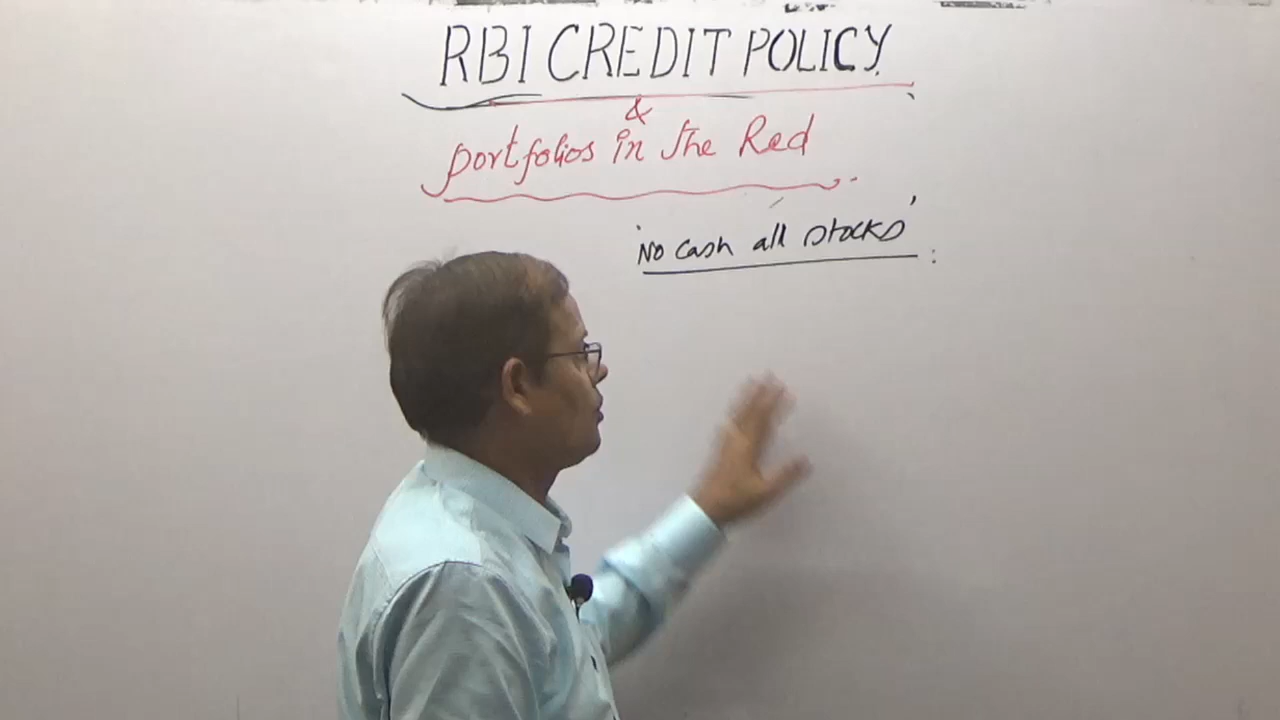 RBI CREDIT POLICY
&
portfolios in the Red
'No cash all stocks' :